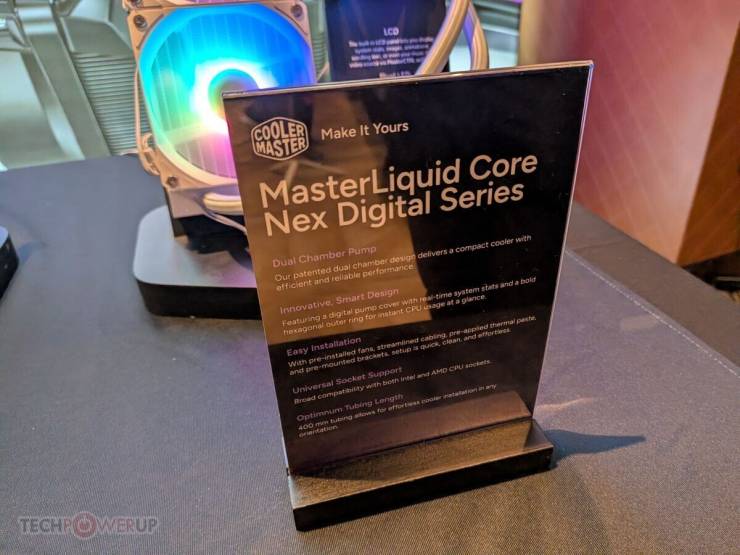 LCD
COOLER
MASTER
Make It Yours
MasterLiquid Core
Nex Digital Series
Dual Chamber Pump
Our patented dual chamber design delivers a compact cooler with
efficient and reliable performance.
Innovative, Smart Design
Featuring a digital pump cover with real-time system stats and a bold
hexagonal outer ring for instant CPU usage at a glance.
Easy Installation
With pre-installed fans, streamlined cabling, pre-applied thermal paste,
and pre-mounted brackets, setup is quick, clean, and effortless.
Universal Socket Support
Broad compatibility with both Intel and AMD CPU sockets.
Optimnum Tubing Length
400 mm tubing allows for effortless cooler installation in any
orientation.
TECHPOWERUP